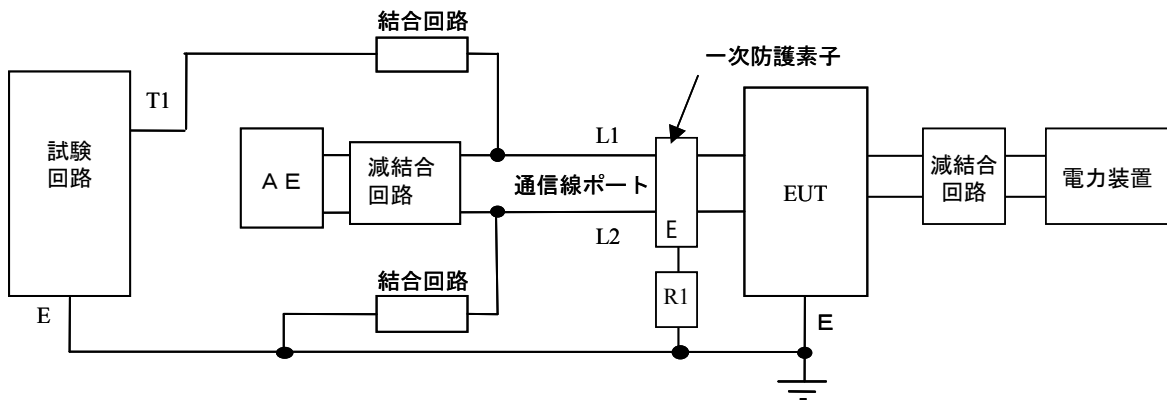 結合回路
一次防護素子
T1
試験
回路
ＡＥ
減結合
回路
L1
通信線ポート
L2
E
R1
EUT
減結合
回路
電力装置
結合回路
E
E